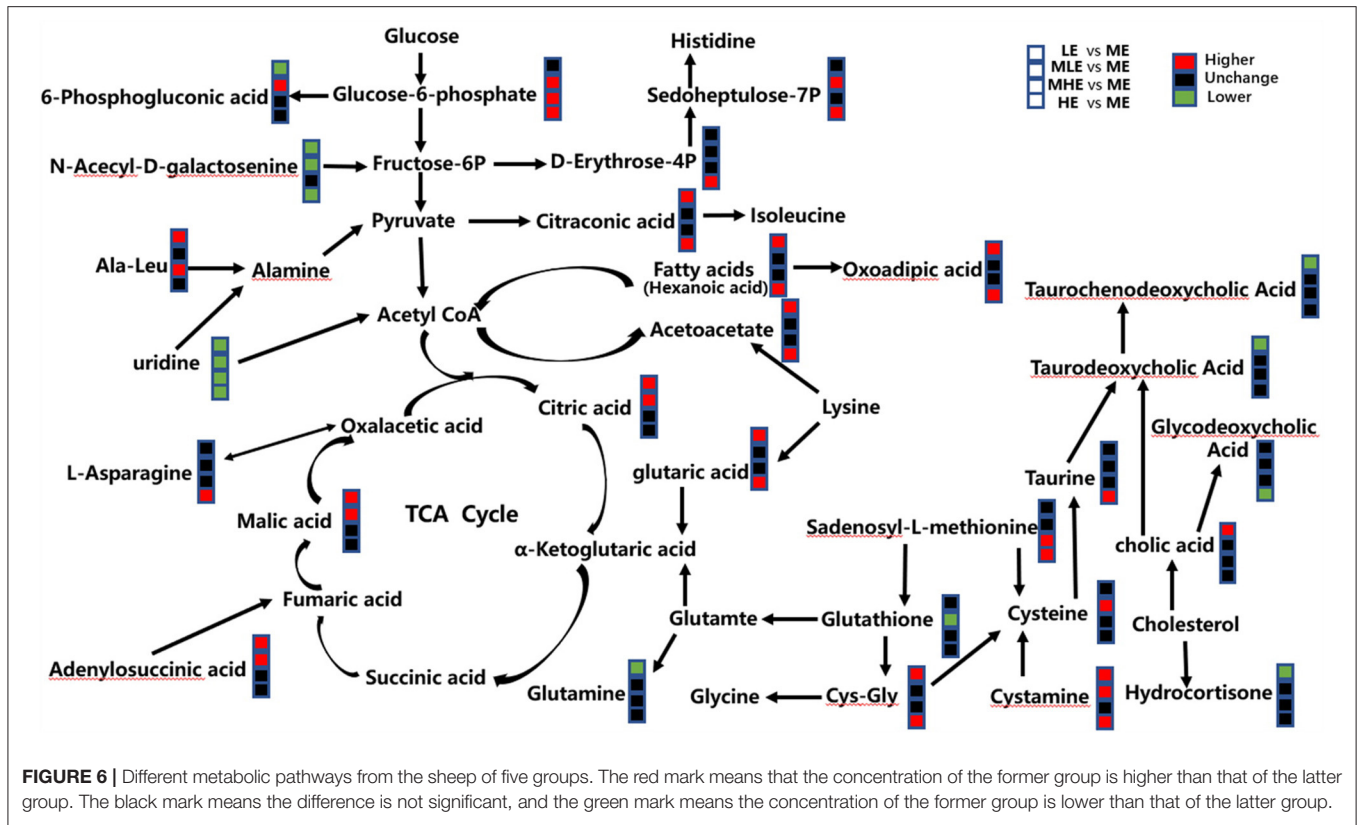 Glucose
Histidine
LE vs ME
MLE vs ME
MHE vs ME
HE vs ME
Higher
Unchange
Lower
6-Phosphogluconic acid
Glucose-6-phosphate
Sedoheptulose-7P
N-Acecyl-D-galactosenine
Fructose-6P
D-Erythrose-4P
Pyruvate
Citraconic acid
Isoleucine
Ala-Leu
Alamine
Fatty acids
(Hexanoic acid)
Oxoadipic acid
Taurochenodeoxycholic Acid
Acetyl CoA
Acetoacetate
uridine
Taurodeoxycholic Acid
Citric acid
Lysine
Oxalacetic acid
Glycodeoxycholic
Acid
L-Asparagine
glutaric acid
Taurine
Malic acid
TCA Cycle
Sadenosyl-L-methionine
cholic acid
α-Ketoglutaric acid
Fumaric acid
Glutamte
Glutathione
Cysteine
Cholesterol
Adenylosuccinic acid
Succinic acid
Glutamine
Glycine
Cys-Gly
Cystamine
Hydrocortisone
FIGURE 6 | Different metabolic pathways from the sheep of five groups. The red mark means that the concentration of the former group is higher than that of the latter
group. The black mark means the difference is not significant, and the green mark means the concentration of the former group is lower than that of the latter group.